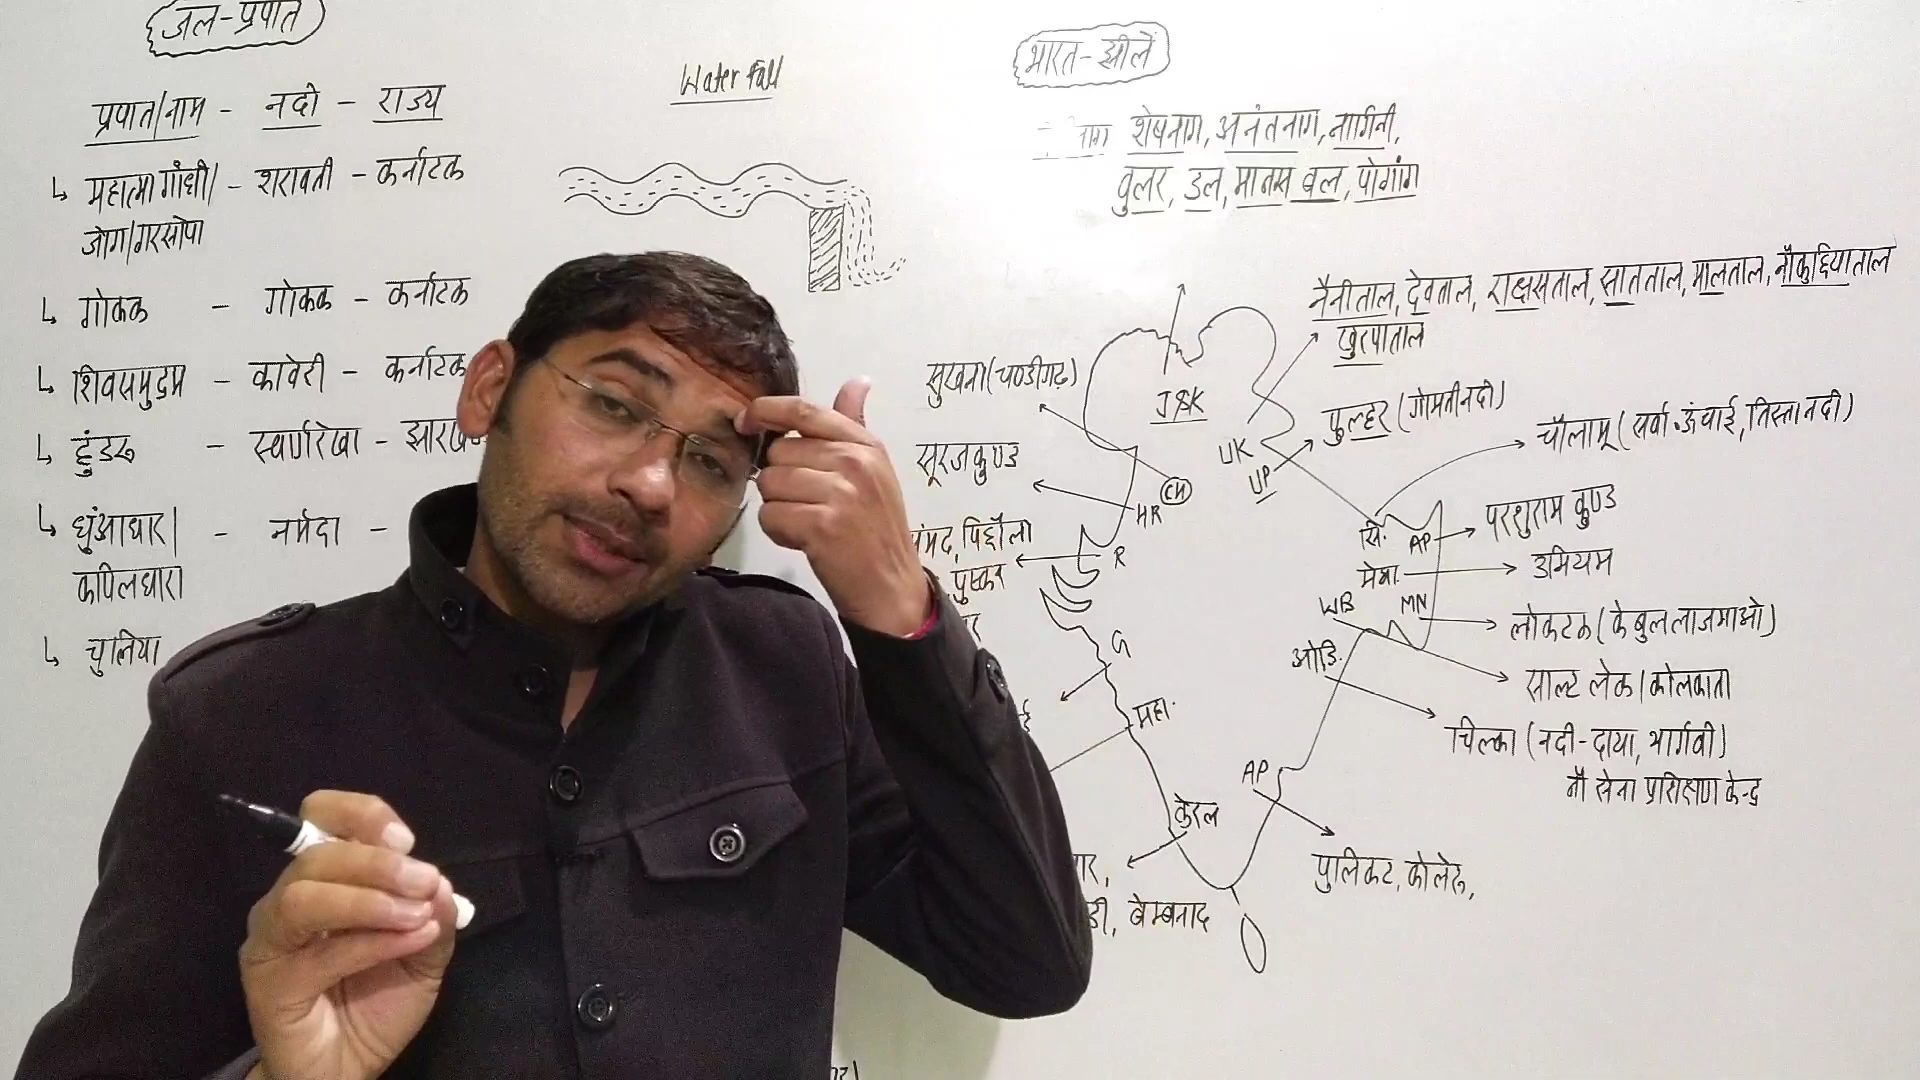 जल-प्रपात
प्रपात/नाम - नदी - राज्य
↳ महात्मा गाँधी/ - शरावती - कर्नाटक
जोग/गरसोपा
↳ गोकक - गोकक - कर्नाटक
↳ शिवसमुद्रम - कावेरी - कर्नाटक
↳ हुंडरू - स्वर्णरेखा - झारख
↳ धुंआधार/ - नर्मदा -
कपिलधारा
↳ चुलिया
Water fall
भारत-झीलें
नाग शेषनाग, अनंतनाग, नागिनी,
वुलर, डल, मानस बल, पोगांग
नैनीताल, देवताल, राक्षसताल, सातताल, मालताल, नौकुछियाताल
खुरपाताल
J&K
सुखना (चण्डीगढ़)
UK
फुल्हर (गोमती नदी)
UP
चौलामू (सर्वा. ऊंचाई, तिस्ता नदी)
सूरजकुण्ड
CH
HR
परशुराम कुण्ड
सि.
AP
पिछौला
पुष्कर
R
मेघा.
उमियम
WB
MN
लोकटक (केबुललाजमाओ)
G
ओडि.
साल्ट लेक/कोलकाता
महा.
चिल्का (नदी-दाया, भार्गवी)
नौ सेना प्रशिक्षण केन्द्र
AP
केरल
पुलिकट, कोलेरू,
बेम्बनाद